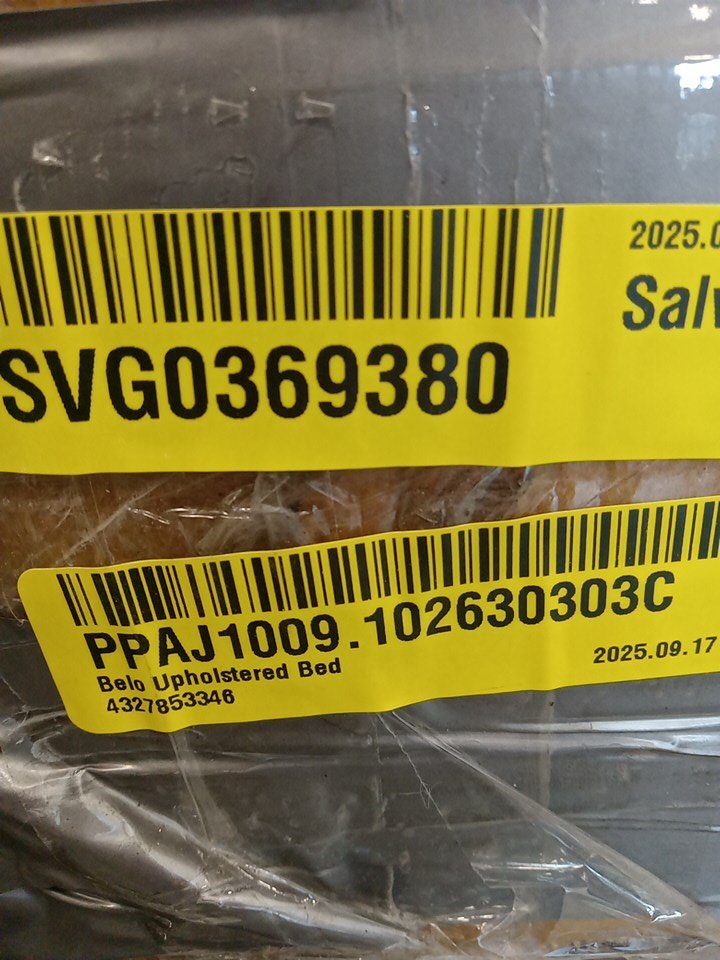 2025.0
Salv
SVG0369380
PPAJ1009.102630303C
Belo Upholstered Bed
2025.09.17
4327853346